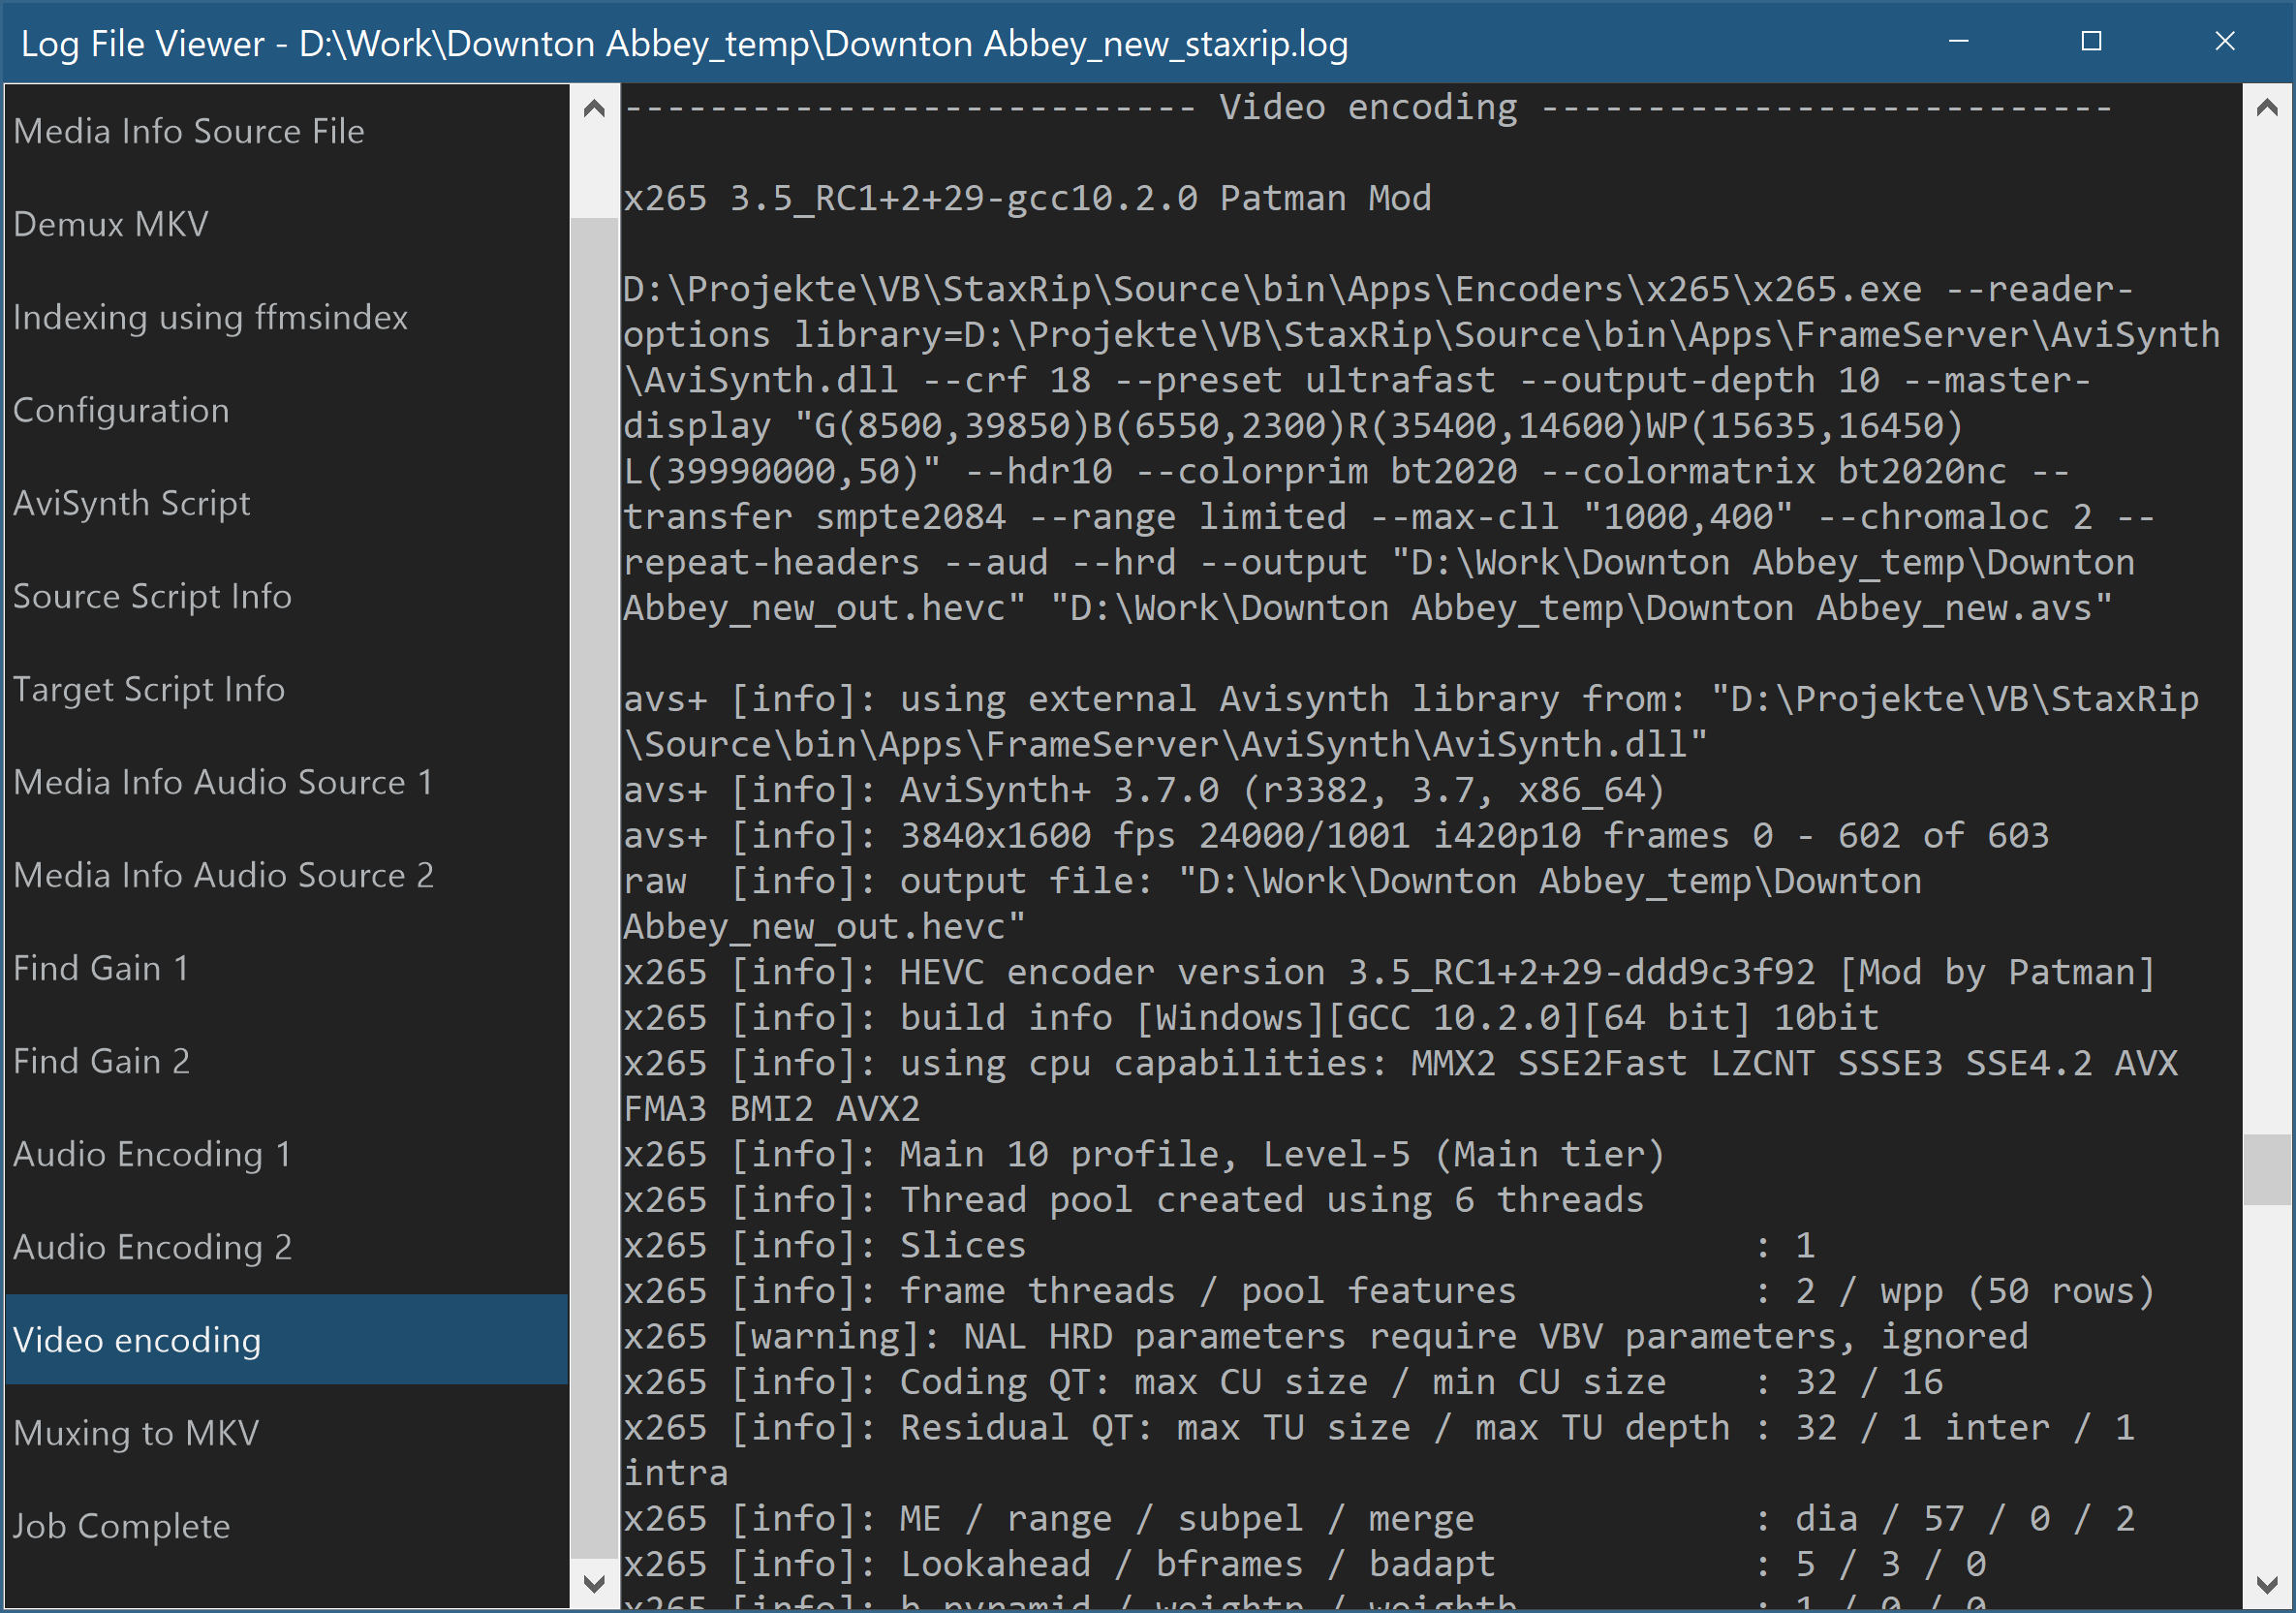 Log File Viewer - D:\Work\Downton Abbey_temp\Downton Abbey_new_staxrip.log
Media Info Source File
Demux MKV
Indexing using ffmsindex
Configuration
AviSynth Script
Source Script Info
Target Script Info
Media Info Audio Source 1
Media Info Audio Source 2
Find Gain 1
Find Gain 2
Audio Encoding 1
Audio Encoding 2
Video encoding
Muxing to MKV
Job Complete
--------------------------- Video encoding ---------------------------
x265 3.5_RC1+2+29-gcc10.2.0 Patman Mod
D:\Projekte\VB\StaxRip\Source\bin\Apps\Encoders\x265\x265.exe --reader-
options library=D:\Projekte\VB\StaxRip\Source\bin\Apps\FrameServer\AviSynth
\AviSynth.dll --crf 18 --preset ultrafast --output-depth 10 --master-
display "G(8500,39850)B(6550,2300)R(35400,14600)WP(15635,16450)
L(39990000,50)" --hdr10 --colorprim bt2020 --colormatrix bt2020nc --
transfer smpte2084 --range limited --max-cll "1000,400" --chromaloc 2 --
repeat-headers --aud --hrd --output "D:\Work\Downton Abbey_temp\Downton
Abbey_new_out.hevc" "D:\Work\Downton Abbey_temp\Downton Abbey_new.avs"
avs+ [info]: using external Avisynth library from: "D:\Projekte\VB\StaxRip
\Source\bin\Apps\FrameServer\AviSynth\AviSynth.dll"
avs+ [info]: AviSynth+ 3.7.0 (r3382, 3.7, x86_64)
avs+ [info]: 3840x1600 fps 24000/1001 i420p10 frames 0 - 602 of 603
raw  [info]: output file: "D:\Work\Downton Abbey_temp\Downton
Abbey_new_out.hevc"
x265 [info]: HEVC encoder version 3.5_RC1+2+29-ddd9c3f92 [Mod by Patman]
x265 [info]: build info [Windows][GCC 10.2.0][64 bit] 10bit
x265 [info]: using cpu capabilities: MMX2 SSE2Fast LZCNT SSSE3 SSE4.2 AVX
FMA3 BMI2 AVX2
x265 [info]: Main 10 profile, Level-5 (Main tier)
x265 [info]: Thread pool created using 6 threads
x265 [info]: Slices                                  : 1
x265 [info]: frame threads / pool features           : 2 / wpp (50 rows)
x265 [warning]: NAL HRD parameters require VBV parameters, ignored
x265 [info]: Coding QT: max CU size / min CU size    : 32 / 16
x265 [info]: Residual QT: max TU size / max TU depth : 32 / 1 inter / 1
intra
x265 [info]: ME / range / subpel / merge             : dia / 57 / 0 / 2
x265 [info]: Lookahead / bframes / badapt            : 5 / 3 / 0
x265 [info]: b-pyramid / weightp / weightb           : 1 / 0 / 0